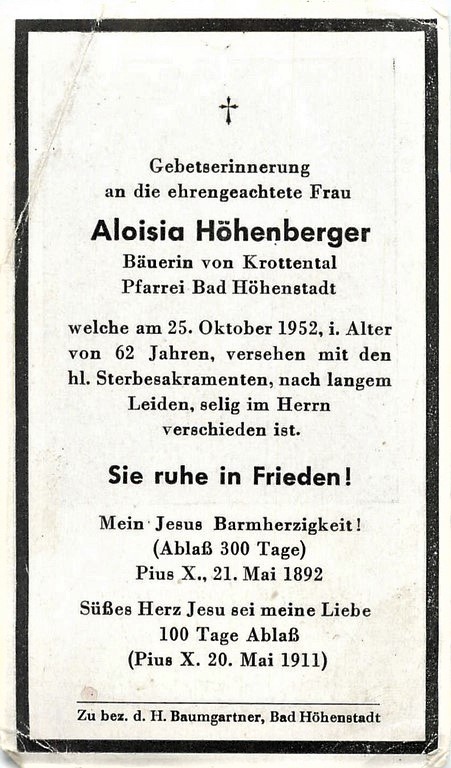 Gebetserinnerung
an die ehrengeachtete Frau
Aloisia Höhenberger
Bäuerin von Krottental
Pfarrei Bad Höhenstadt
welche am 25. Oktober 1952, i. Alter
von 62 Jahren, versehen mit den
hl. Sterbesakramenten, nach langem
Leiden, selig im Herrn
verschieden ist.
Sie ruhe in Frieden!
Mein Jesus Barmherzigkeit!
(Ablaß 300 Tage)
Pius X., 21. Mai 1892
Süßes Herz Jesu sei meine Liebe
100 Tage Ablaß
(Pius X. 20. Mai 1911)
Zu bez. d. H. Baumgartner, Bad Höhenstadt